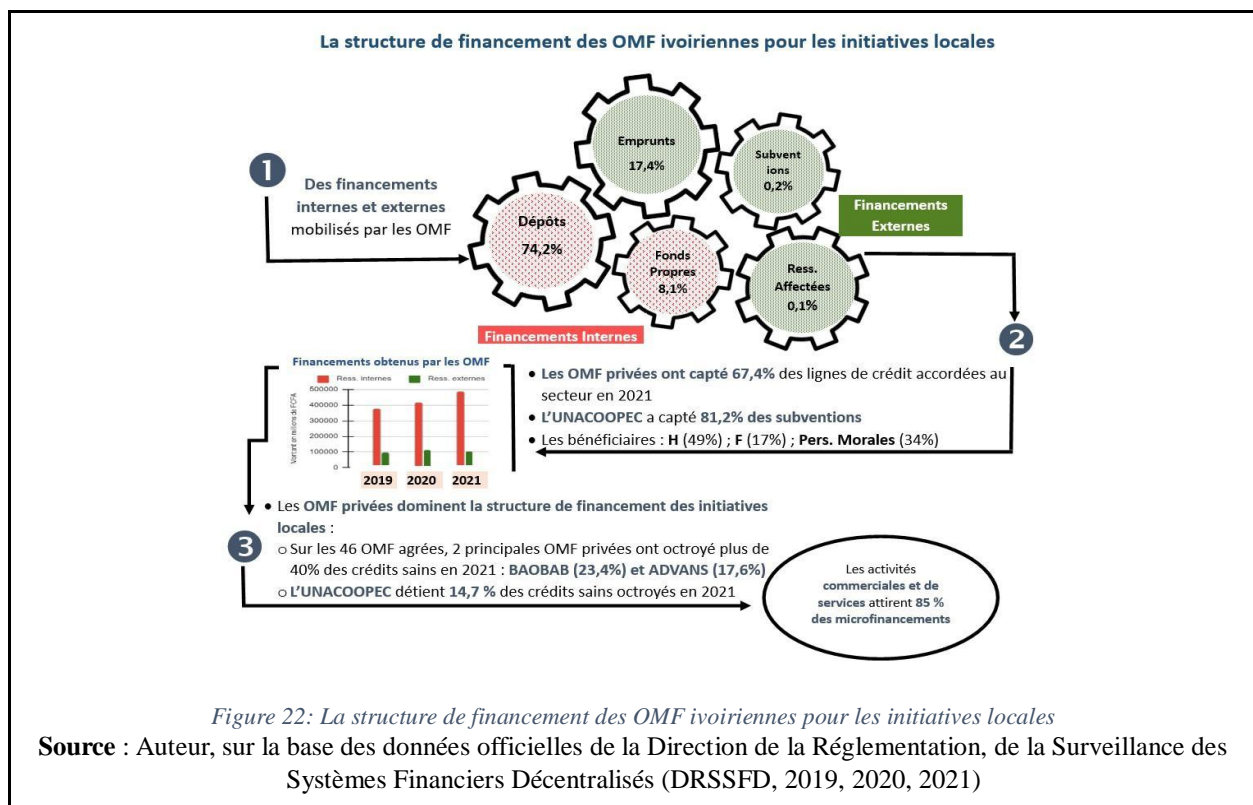 La structure de financement des OMF ivoiriennes pour les initiatives locales
1
Des financements
internes et externes
mobilisés par les OMF
Emprunts
17,4%
Subvent
ions
0,2%
Dépôts
74,2%
Fonds
Propres
8,1%
Ress.
Affectées
0,1%
Financements
Externes
Financements Internes
2
Financements obtenus par les OMF
Ress. internes
Ress. externes
Montant en millions de FCFA
500000
400000
300000
200000
100000
0
2019
2020
2021
• Les OMF privées ont capté 67,4% des lignes de crédit accordées au
secteur en 2021
• L'UNACOOPEC a capté 81,2% des subventions
• Les bénéficiaires : H (49%) ; F (17%) ; Pers. Morales (34%)
3
• Les OMF privées dominent la structure de financement des initiatives
locales :
o Sur les 46 OMF agrées, 2 principales OMF privées ont octroyé plus de
40% des crédits sains en 2021 : BAOBAB (23,4%) et ADVANS (17,6%)
o L'UNACOOPEC détient 14,7 % des crédits sains octroyés en 2021
Les activités
commerciales et de
services attirent 85 %
des microfinancements
Figure 22: La structure de financement des OMF ivoiriennes pour les initiatives locales
Source : Auteur, sur la base des données officielles de la Direction de la Réglementation, de la Surveillance des
Systèmes Financiers Décentralisés (DRSSFD, 2019, 2020, 2021)